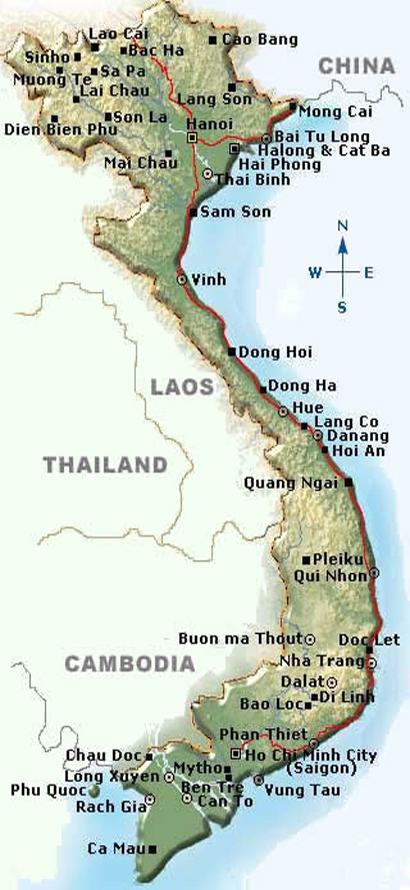 Lao Cai
Bac Ha
Cao Bang
Sinho
CHINA
Muong Te
Sa Pa
Lai Chau
Lang Son
Mong Cai
Dien Bien Phu
Son La
Hanoi
Bai Tu Long
Halong & Cat Ba
Mai Chau
Hai Phong
Thai Binh
Sam Son
N
W
E
S
Vinh
Dong Hoi
LAOS
Dong Ha
Hue
Lang Co
Danang
Hoi An
THAILAND
Quang Ngai
Pleiku
Qui Nhon
Buon ma Thout
Doc Let
CAMBODIA
Nha Trang
Dalat
Di Linh
Bao Loc
Phan Thiet
Chau Doc
Ho Chi Minh City
(Saigon)
Mytho
Long Xuyen
Phu Quoc
Ben Tre
Vung Tau
Rach Gia
Can To
Ca Mau